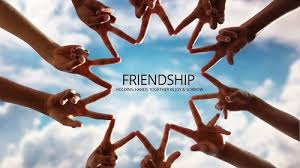 FRIENDSHIP
HOLDING HANDS TOGETHER IN JOY & SORROW